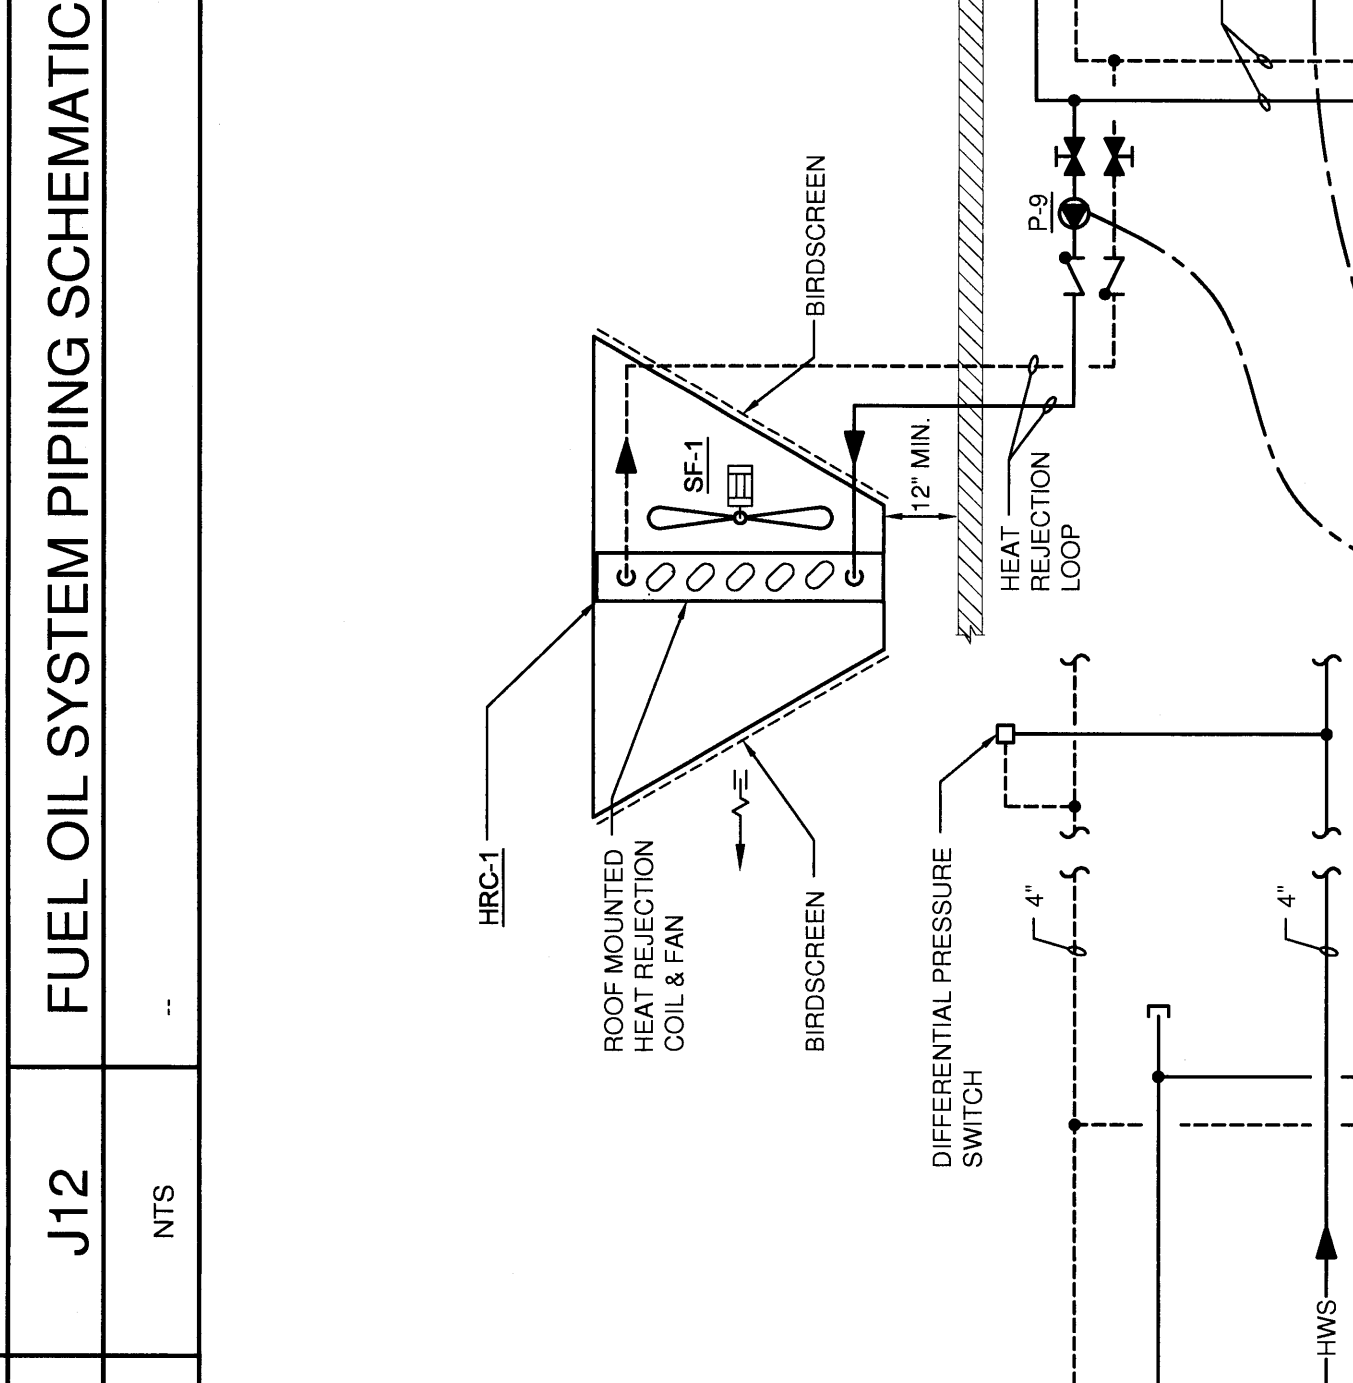 J12
FUEL OIL SYSTEM PIPING SCHEMATIC
NTS
--
HRC-1
ROOF MOUNTED
HEAT REJECTION
COIL & FAN
SF-1
BIRDSCREEN
BIRDSCREEN
12" MIN.
DIFFERENTIAL PRESSURE
SWITCH
HEAT
REJECTION
LOOP
P-9
4"
4"
HWS